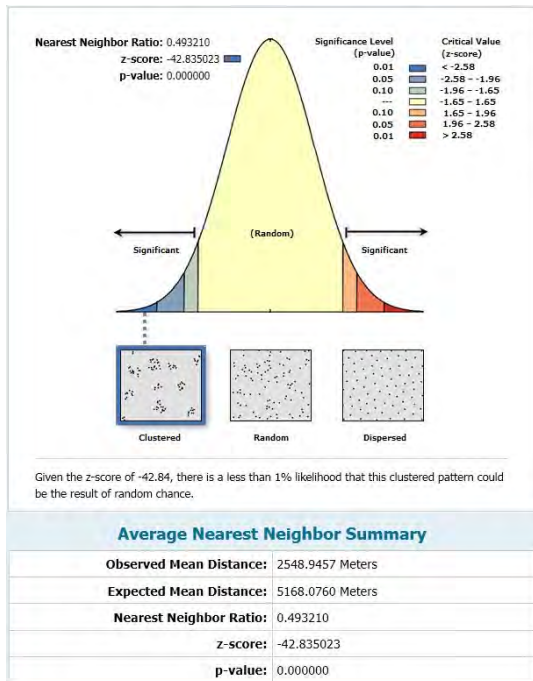 Nearest Neighbor Ratio: 0.493210
z-score: -42.835023
p-value: 0.000000
Significance Level Critical Value
(p-value) (z-score)
0.01 < -2.58
0.05 -2.58 – -1.96
0.10 -1.96 – -1.65
--- -1.65 – 1.65
0.10 1.65 – 1.96
0.05 1.96 – 2.58
0.01 > 2.58
(Random)
Significant Significant
Clustered Random Dispersed
Given the z-score of -42.84, there is a less than 1% likelihood that this clustered pattern could
be the result of random chance.
Average Nearest Neighbor Summary
Observed Mean Distance: 2548.9457 Meters
Expected Mean Distance: 5168.0760 Meters
Nearest Neighbor Ratio: 0.493210
z-score: -42.835023
p-value: 0.000000